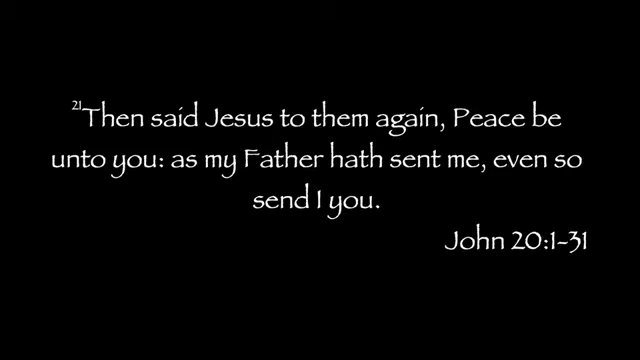 ²¹Then said Jesus to them again, Peace be
unto you: as my Father hath sent me, even so
send I you.
John 20:1-31